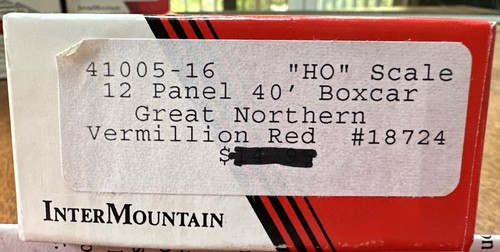 41005-16 "HO" Scale
12 Panel 40' Boxcar
Great Northern
Vermillion Red #18724
$
INTERMOUNTAIN